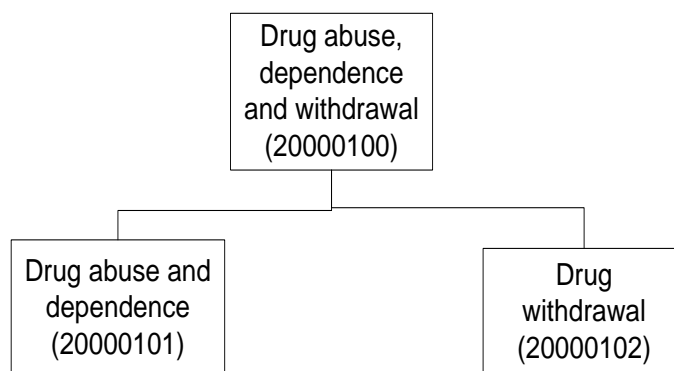 Drug abuse,
dependence
and withdrawal
(20000100)
Drug abuse and
dependence
(20000101)
Drug
withdrawal
(20000102)